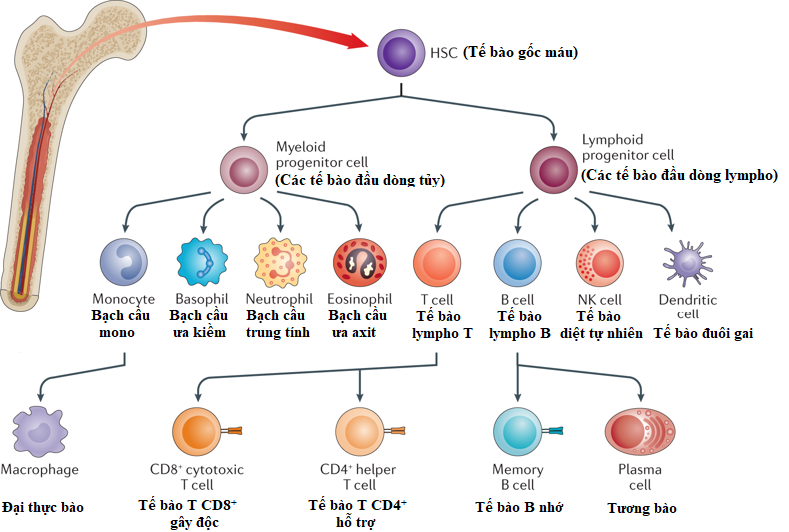 HSC (Tế bào gốc máu)
Myeloid
progenitor cell
(Các tế bào đầu dòng tủy)
Lymphoid
progenitor cell
(Các tế bào đầu dòng lympho)
Monocyte
Bạch cầu
mono
Basophil
Bạch cầu
ưa kiềm
Neutrophil
Bạch cầu
trung tính
Eosinophil
Bạch cầu
ưa axit
T cell
Tế bào
lympho T
B cell
Tế bào
lympho B
NK cell
Tế bào
diệt tự nhiên
Dendritic
cell
Tế bào đuôi gai
Macrophage
Đại thực bào
CD8⁺ cytotoxic
T cell
Tế bào T CD8⁺
gây độc
CD4⁺ helper
T cell
Tế bào T CD4⁺
hỗ trợ
Memory
B cell
Tế bào B nhớ
Plasma
cell
Tương bào